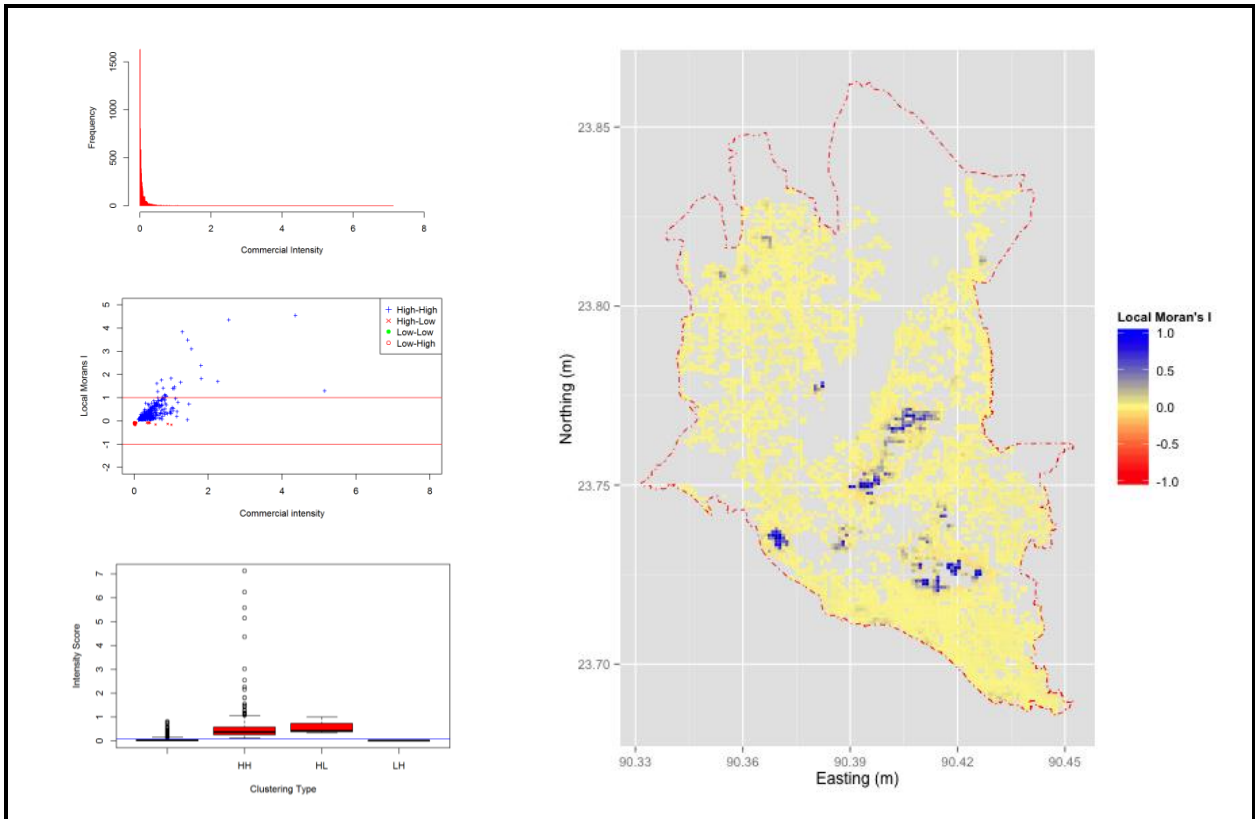 1500
1000
500
0
Frequency
0 2 4 6 8
Commercial Intensity
5
4
3
2
1
0
-1
-2
Local Morans I
High-High
High-Low
Low-Low
Low-High
0 2 4 6 8
Commercial intensity
7
6
5
4
3
2
1
0
Intensity Score
HH HL LH
Clustering Type
23.85
23.80
23.75
23.70
Northing (m)
90.33 90.36 90.39 90.42 90.45
Easting (m)
Local Moran's I
1.0
0.5
0.0
-0.5
-1.0